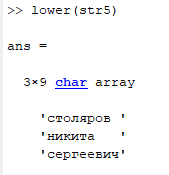 >> lower(str5)
ans =
3×9 char array
'столяров '
'никита   '
'сергеевич'